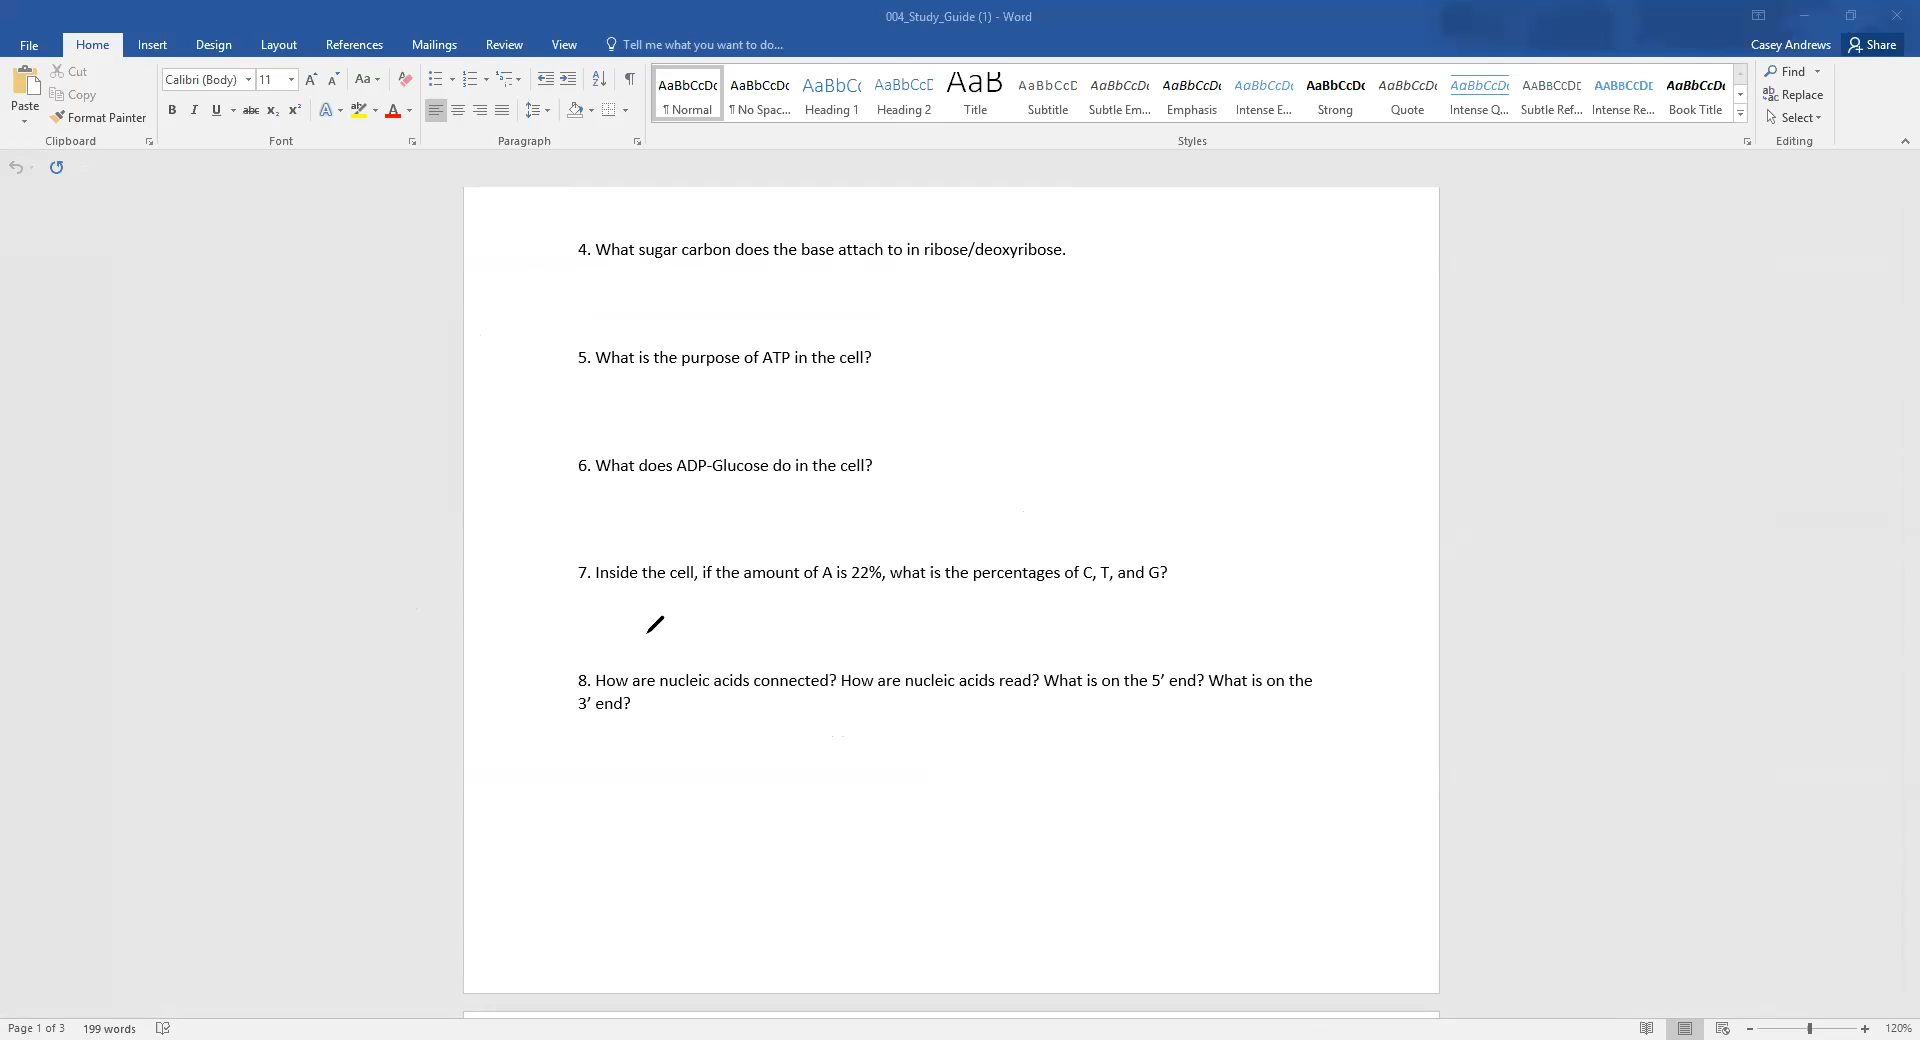 004_Study_Guide (1) - Word
File Home Insert Design Layout References Mailings Review View Tell me what you want to do... Casey Andrews Share
Paste
Cut
Copy
Format Painter
Clipboard
Calibri (Body) 11
Font
Paragraph
AaBbCcDc AaBbCcDc AaBbCc AaBbCcD AaB AaBbCcD AaBbCcDc AaBbCcDc AaBbCcDc AaBbCcDc AaBbCcDc AaBbCcDc AABBCCDD AABBCCDD AaBbCcDc
¶ Normal ¶ No Spac... Heading 1 Heading 2 Title Subtitle Subtle Em... Emphasis Intense E... Strong Quote Intense Q... Subtle Ref... Intense Re... Book Title
Styles
Find
Replace
Select
Editing
4. What sugar carbon does the base attach to in ribose/deoxyribose.
5. What is the purpose of ATP in the cell?
6. What does ADP-Glucose do in the cell?
7. Inside the cell, if the amount of A is 22%, what is the percentages of C, T, and G?
8. How are nucleic acids connected? How are nucleic acids read? What is on the 5’ end? What is on the
3’ end?
Page 1 of 3 199 words 120%